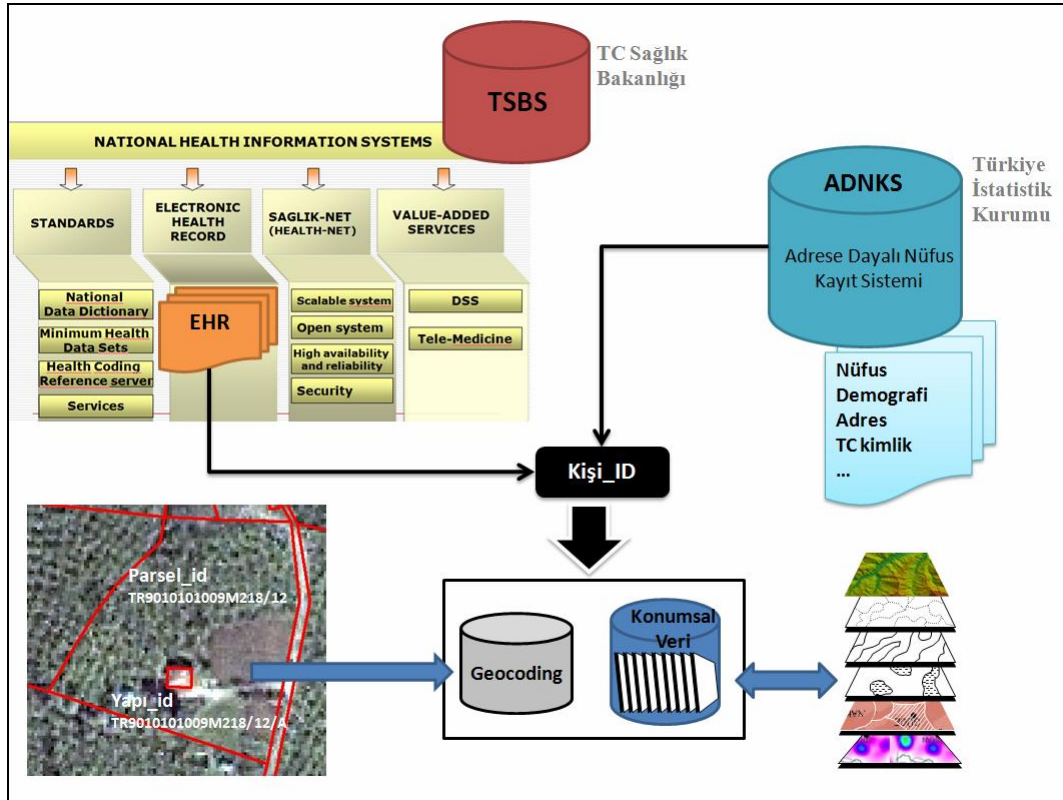 TSBS
TC Sağlık
Bakanlığı
NATIONAL HEALTH INFORMATION SYSTEMS
STANDARDS
ELECTRONIC
HEALTH
RECORD
SAGLIK-NET
(HEALTH-NET)
VALUE-ADDED
SERVICES
National
Data Dictionary
Minimum Health
Data Sets
Health Coding
Reference server
Services
EHR
Scalable system
Open system
High availability
and reliability
Security
DSS
Tele-Medicine
ADNKS
Adrese Dayalı Nüfus
Kayıt Sistemi
Türkiye
İstatistik
Kurumu
Nüfus
Demografi
Adres
TC kimlik
...
Kişi_ID
Parsel_id
TR9010101009M218/12
Yapı_id
TR9010101009M218/12/A
Geocoding
Konumsal
Veri